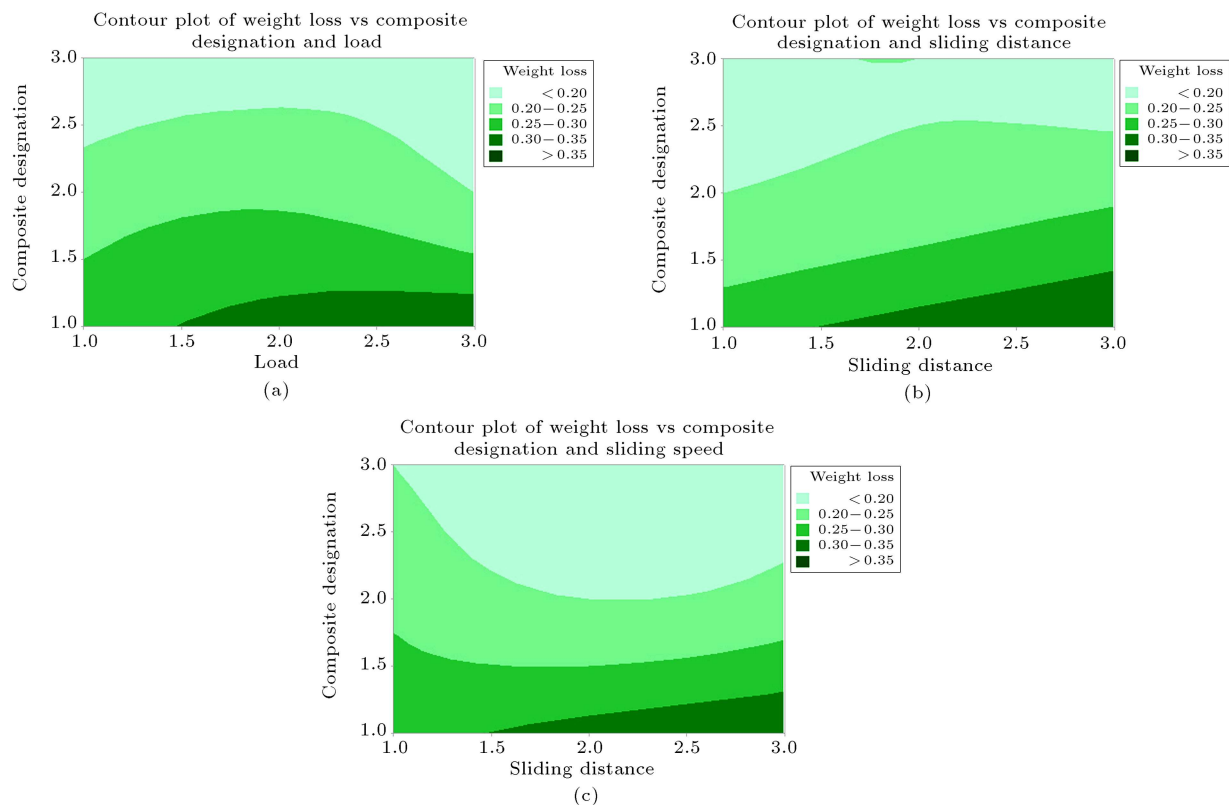 Contour plot of weight loss vs composite
designation and load
Composite designation
3.0
2.5
2.0
1.5
1.0
1.0 1.5 2.0 2.5 3.0
Load
Weight loss
< 0.20
0.20−0.25
0.25−0.30
0.30−0.35
> 0.35
(a)
Contour plot of weight loss vs composite
designation and sliding distance
Composite designation
3.0
2.5
2.0
1.5
1.0
1.0 1.5 2.0 2.5 3.0
Sliding distance
Weight loss
< 0.20
0.20−0.25
0.25−0.30
0.30−0.35
> 0.35
(b)
Contour plot of weight loss vs composite
designation and sliding speed
Composite designation
3.0
2.5
2.0
1.5
1.0
1.0 1.5 2.0 2.5 3.0
Sliding distance
Weight loss
< 0.20
0.20−0.25
0.25−0.30
0.30−0.35
> 0.35
(c)